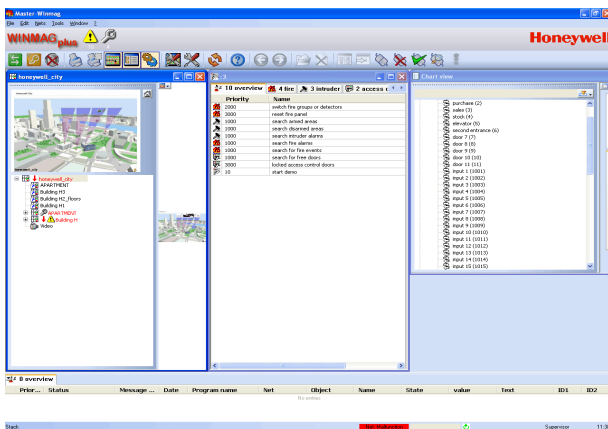 Master-Winmag
File Edit Nets Tools Window ?
WINMAG plus
Honeywell
honeywell_city
honeywell_city
APARTMENT
Building H3
Building H2_floors
Building H1
APARTMENT
Building H
Video
-3
10 overview 4 fire 3 intruder 2 access c
Priority Name
2000 switch fire groups or detectors
3000 reset fire panel
1000 search armed areas
1000 search disarmed areas
1000 search intruder alarms
1000 search fire alarms
1000 search for fire events
1000 search for free doors
3000 locked access control doors
10 start demo
Chart view
purchase (2)
sales (3)
stock (4)
elevator (5)
second entrance (6)
door 7 (7)
door 8 (8)
door 9 (9)
door 10 (10)
door 11 (11)
input 1 (1001)
input 2 (1002)
input 3 (1003)
input 4 (1004)
input 5 (1005)
input 6 (1006)
input 7 (1007)
input 8 (1008)
input 9 (1009)
input 10 (1010)
input 11 (1011)
input 12 (1012)
input 13 (1013)
input 14 (1014)
input 15 (1015)
0 overview
Prior... Status Message ... Date Program name Net Object Name State value Text ID1 ID2
No entries
Stack
Supervisor 11:3